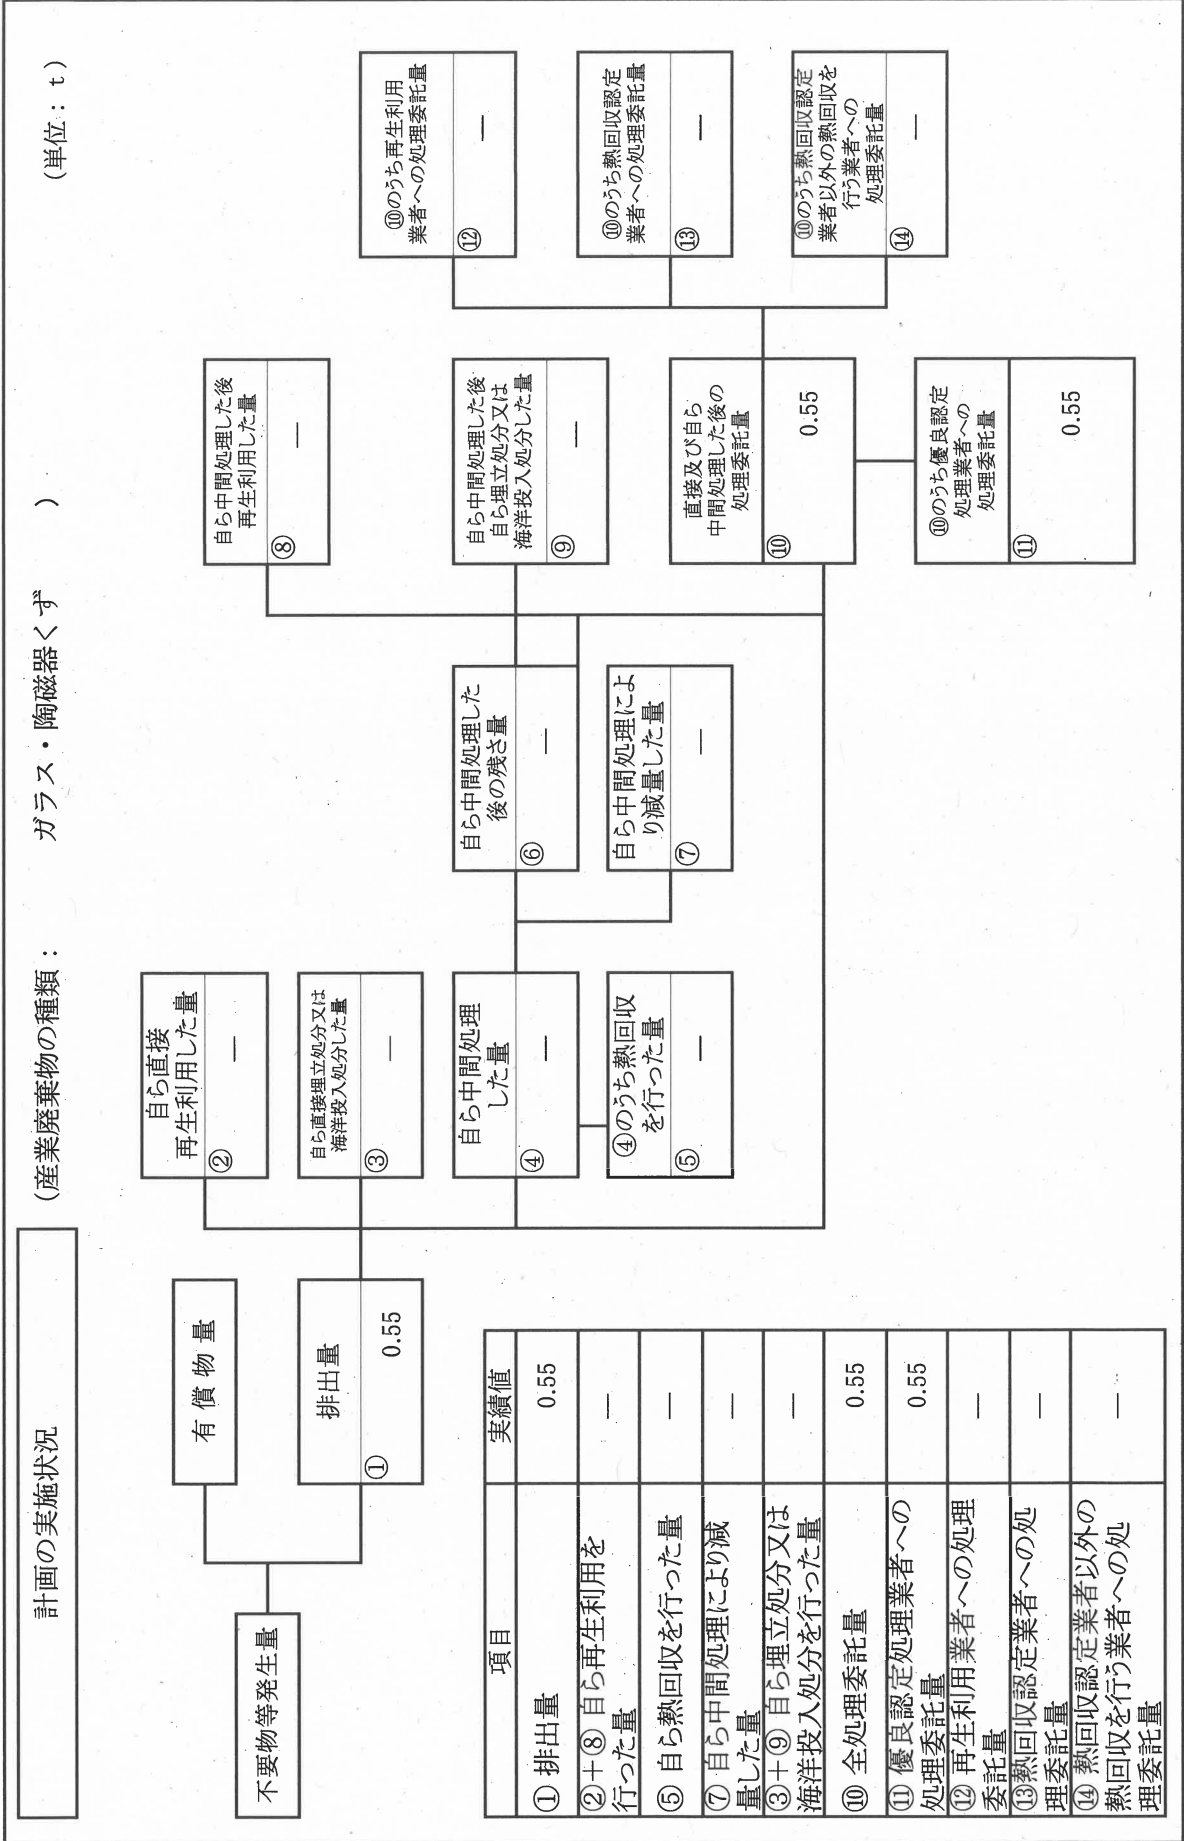 計画の実施状況
(産業廃棄物の種類： ガラス・陶磁器くず )
(単位：ｔ)
不要物等発生量
有償物量
排出量
①
0.55
自ら直接
再生利用した量
②
―
自ら直接埋立処分又は
海洋投入処分した量
③
―
自ら中間処理
した量
④
―
④のうち熱回収
を行った量
⑤
―
自ら中間処理した
後の残さ量
⑥
―
自ら中間処理によ
り減量した量
⑦
―
自ら中間処理した後
再生利用した量
⑧
―
自ら中間処理した後
自ら埋立処分又は
海洋投入処分した量
⑨
―
直接及び自ら
中間処理した後の
処理委託量
⑩
0.55
⑩のうち優良認定
処理業者への
処理委託量
⑪
0.55
⑩のうち再生利用
業者への処理委託量
⑫
―
⑩のうち熱回収認定
業者への処理委託量
⑬
―
⑩のうち熱回収認定
業者以外の熱回収を
行う業者への
処理委託量
⑭
―
項目 実績値
① 排出量 0.55
②＋⑧ 自ら再生利用を
行った量 ―
⑤ 自ら熱回収を行った量 ―
⑦ 自ら中間処理により減
量した量 ―
③＋⑨ 自ら埋立処分又は
海洋投入処分を行った量 ―
⑩ 全処理委託量 0.55
⑪ 優良認定処理業者への
処理委託量 0.55
⑫ 再生利用業者への処理
委託量 ―
⑬熱回収認定業者への処
理委託量 ―
⑭ 熱回収認定業者以外の
熱回収を行う業者への処
理委託量 ―